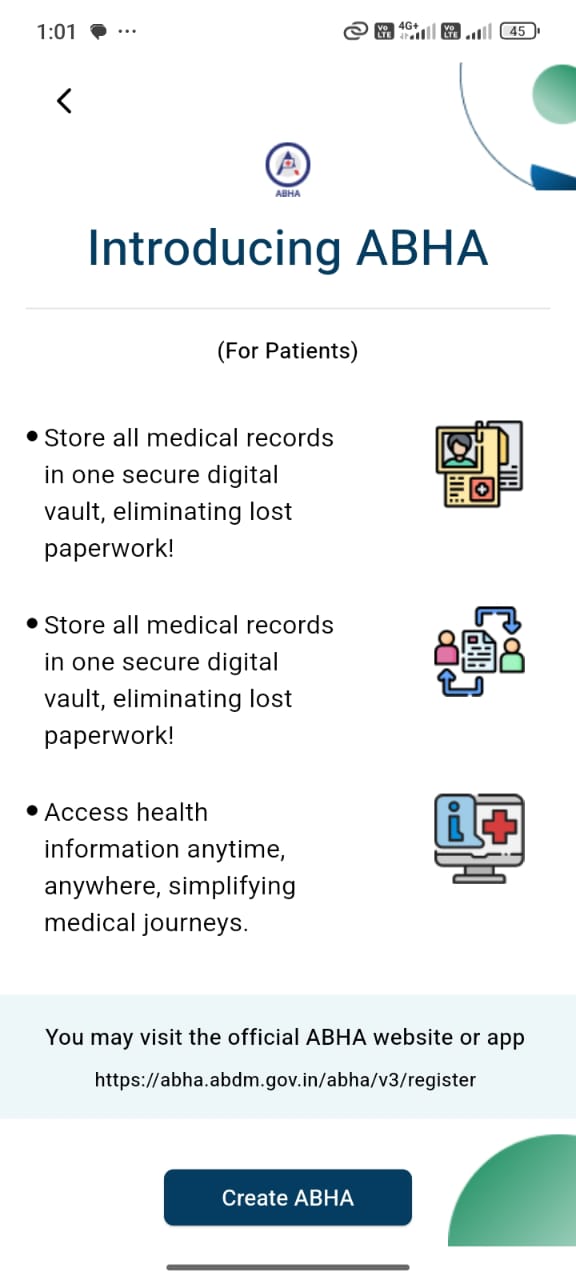 1:01 ...
VO LTE 4G+ VO LTE 45
ABHA
Introducing ABHA
(For Patients)
• Store all medical records
in one secure digital
vault, eliminating lost
paperwork!
• Store all medical records
in one secure digital
vault, eliminating lost
paperwork!
• Access health
information anytime,
anywhere, simplifying
medical journeys.
You may visit the official ABHA website or app
https://abha.abdm.gov.in/abha/v3/register
Create ABHA